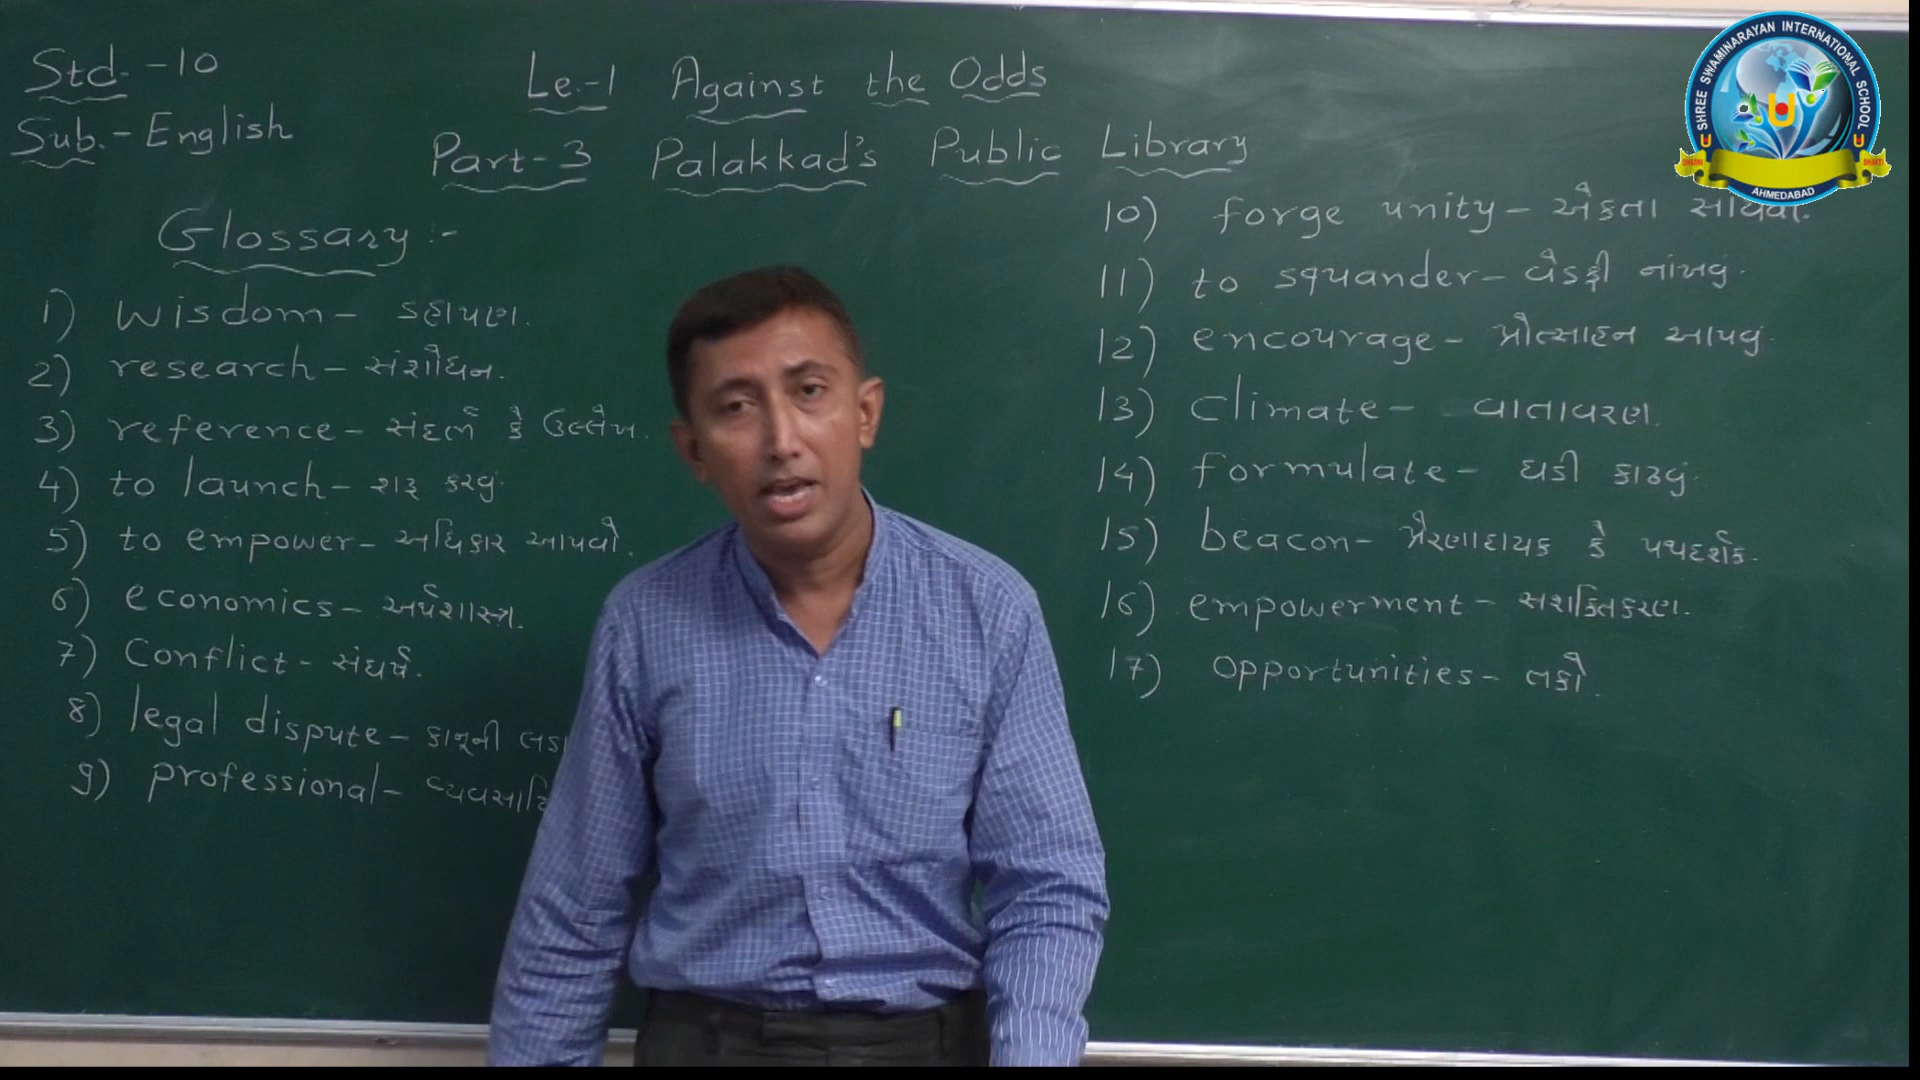 Std. - 10
Sub. - English
Le.-1 Against the Odds
Part-3 Palakkad's Public Library
Glossary :-
1) Wisdom - ડહાપણ.
2) research - સંશોધન.
3) reference - સંદર્ભ કે ઉલ્લેખ.
4) to launch - શરૂ કરવું.
5) to empower - અધિકાર આપવો.
6) economics - અર્થશાસ્ત્ર.
7) Conflict - સંઘર્ષ.
8) legal dispute - કાનૂની
9) professional -
10) forge unity - એકતા
11) to squander - વેડફી નાંખવું.
12) encourage - પ્રોત્સાહન આપવું.
13) Climate - વાતાવરણ.
14) formulate - ઘડી કાઢવું.
15) beacon - પ્રેરણાદાયક કે પથદર્શક.
16) empowerment - સશક્તિકરણ.
17) opportunities - તકો.
SHREE SWAMINARAYAN INTERNATIONAL SCHOOL
DHARM BHAKTI
AHMEDABAD